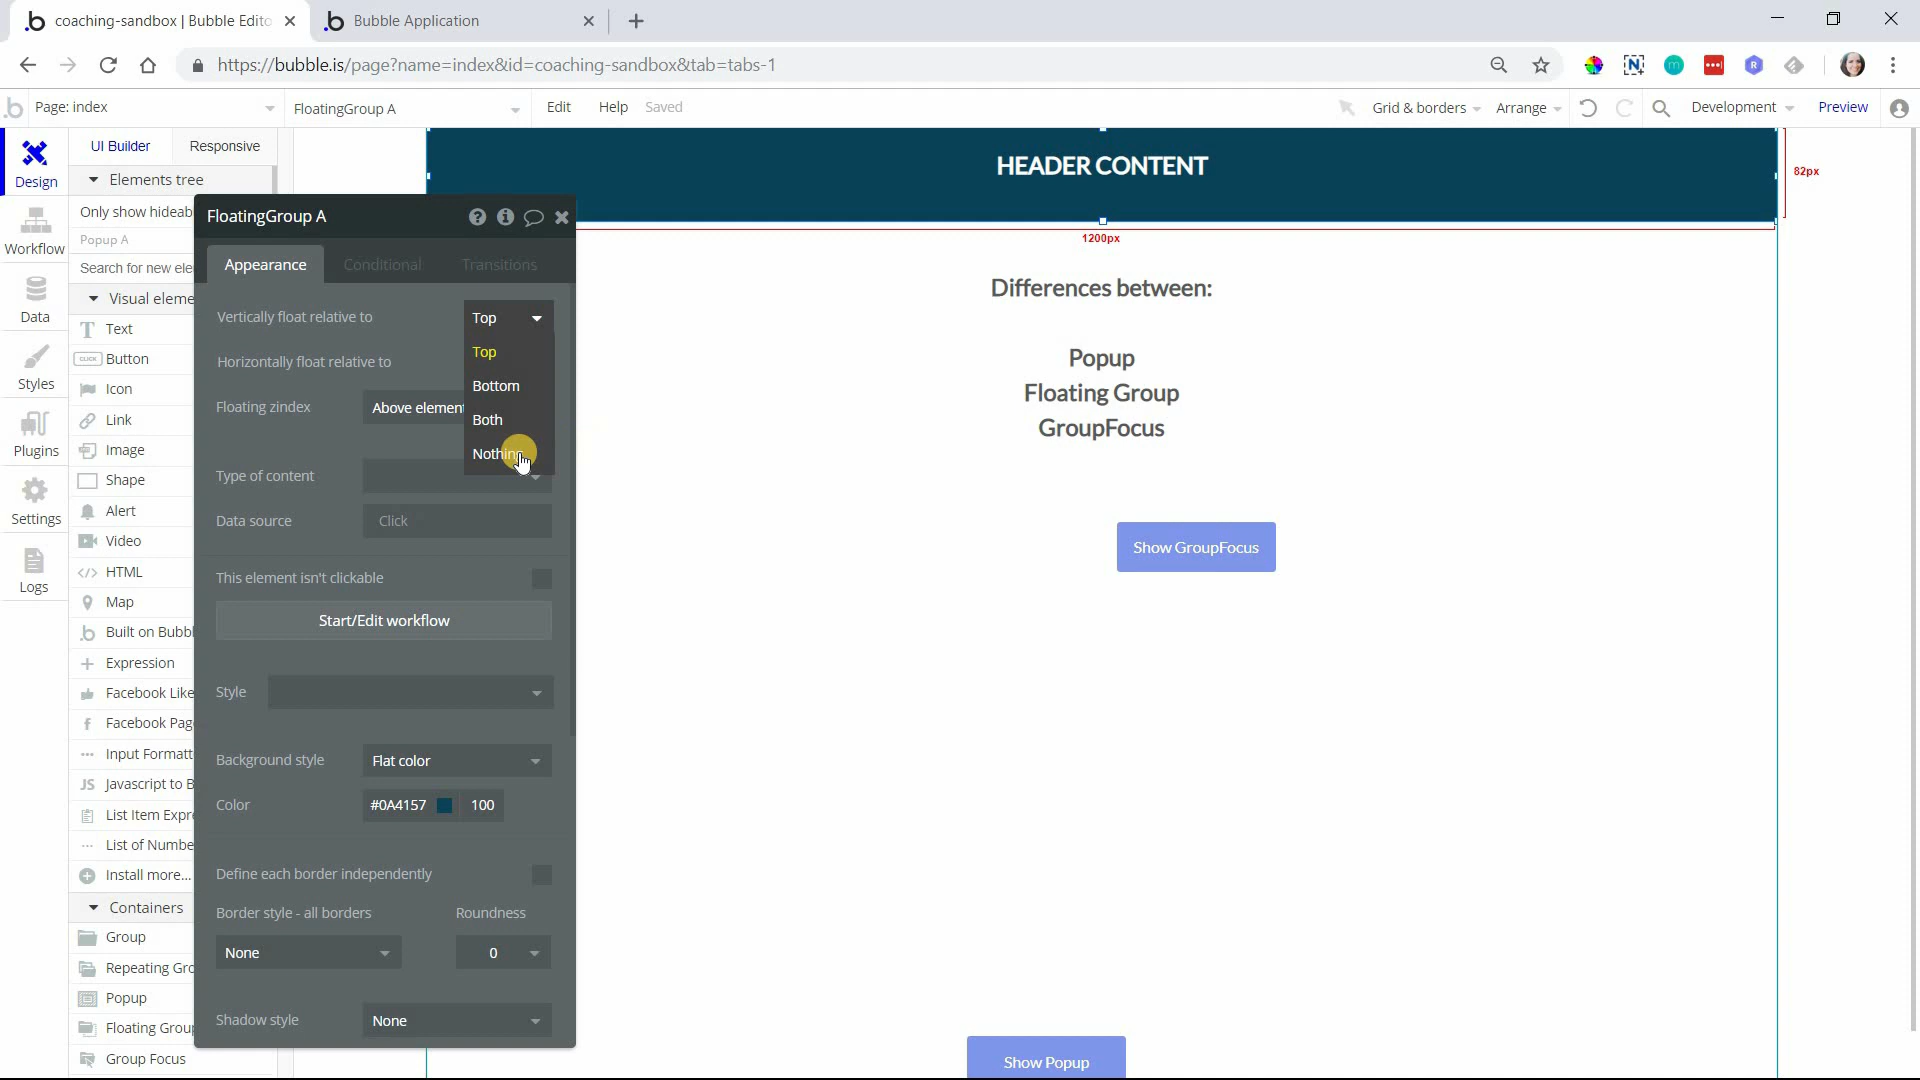 coaching-sandbox | Bubble Edito
Bubble Application
https://bubble.is/page?name=index&id=coaching-sandbox&tab=tabs-1
Page: index
FloatingGroup A
Edit
Help
Saved
Grid & borders
Arrange
Development
Preview
Design
Workflow
Data
Styles
Plugins
Settings
Logs
UI Builder
Responsive
Elements tree
Only show hideab
Popup A
Search for new ele
Visual eleme
Text
CLICK
Button
Icon
Link
Image
Shape
Alert
Video
HTML
Map
Built on Bubbl
Expression
Facebook Like
Facebook Pag
Input Formatt
JS
Javascript to B
List Item Expr
List of Numbe
Install more...
Containers
Group
Repeating Gro
Popup
Floating Group
Group Focus
FloatingGroup A
Appearance
Conditional
Transitions
Vertically float relative to
Top
Top
Bottom
Both
Nothing
Horizontally float relative to
Floating zindex
Above element
Type of content
Data source
Click
This element isn't clickable
Start/Edit workflow
Style
Background style
Flat color
Color
#0A4157
100
Define each border independently
Border style - all borders
Roundness
None
0
Shadow style
None
HEADER CONTENT
82px
1200px
Differences between:
Popup
Floating Group
GroupFocus
Show GroupFocus
Show Popup